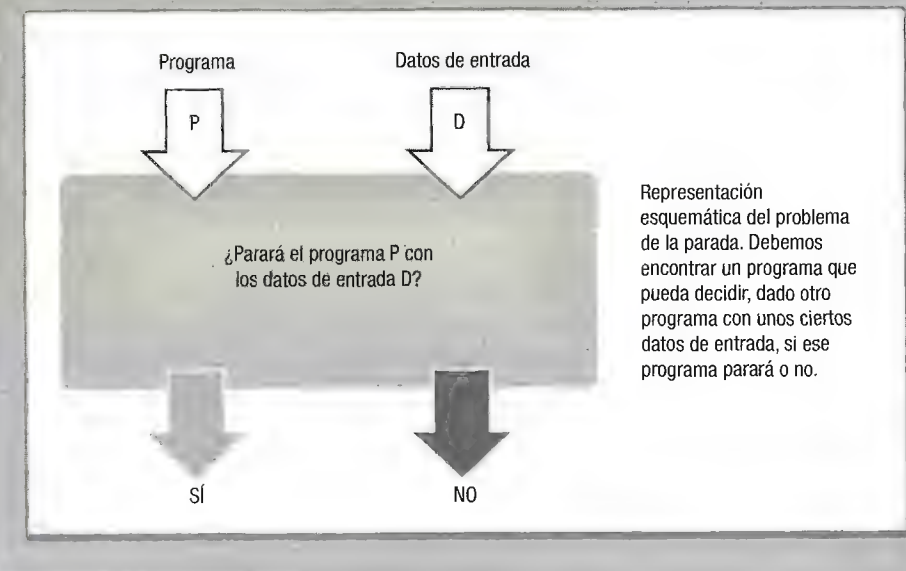 Programa
Datos de entrada
P
D
¿Parará el programa P con
los datos de entrada D?
SÍ
NO
Representación
esquemática del problema
de la parada. Debemos
encontrar un programa que
pueda decidir, dado otro
programa con unos ciertos
datos de entrada, si ese
programa parará o no.